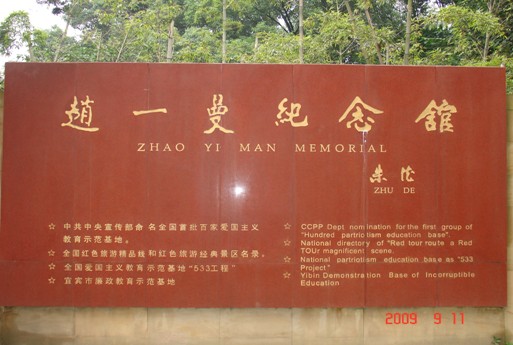 趙一曼紀念館
ZHAO YI MAN MEMORIAL
朱德
ZHU DE
☆ 中共中央宣传部命名全国首批百家爱国主义
教育示范基地。
☆ 全国红色旅游精品线和红色旅游经典景区名录。
☆ 全国爱国主义教育示范基地“533工程”
☆ 宜宾市廉政教育示范基地
☆ CCPP Dept nomination for the first group of
"Hundred partriotism education base".
☆ National directory of "Red tour route a Red
TOUr magnificent scene
☆ National partriotism education base as "533
Project"
☆ Yibin Demonstration Base of Incorruptible
Education
2009 9 11